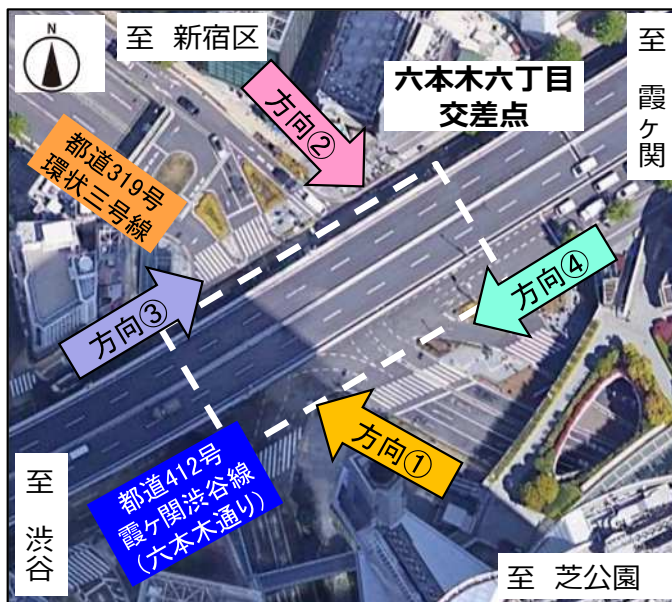 N
至 新宿区
六本木六丁目
交差点
至 霞ヶ関
方向②
都道319号
環状三号線
方向④
方向③
方向①
都道412号
霞ケ関渋谷線
(六本木通り)
至 渋谷
至 芝公園